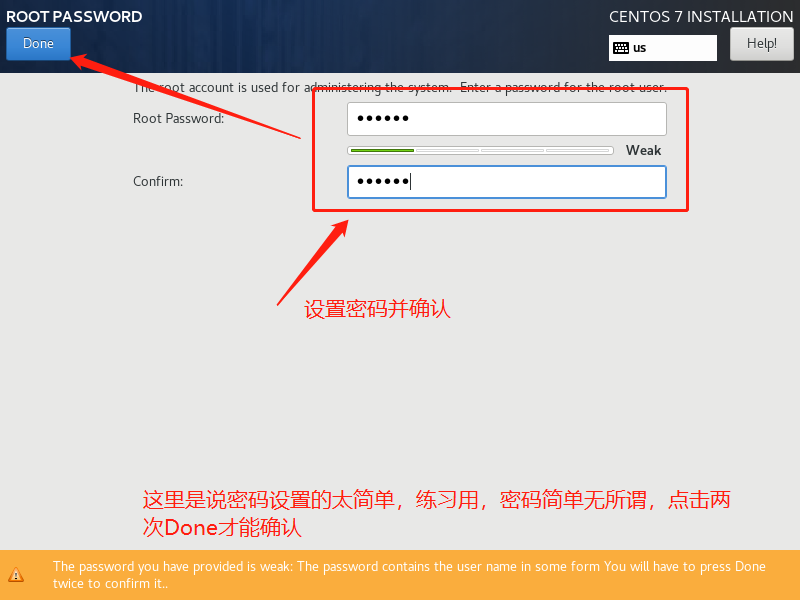 ROOT PASSWORD
CENTOS 7 INSTALLATION
Done
us
Help!
The root account is used for administering the system. Enter a password for the root user.
Root Password:
••••••
Weak
Confirm:
••••••
设置密码并确认
这里是说密码设置的太简单，练习用，密码简单无所谓，点击两
次Done才能确认
The password you have provided is weak: The password contains the user name in some form You will have to press Done
twice to confirm it..